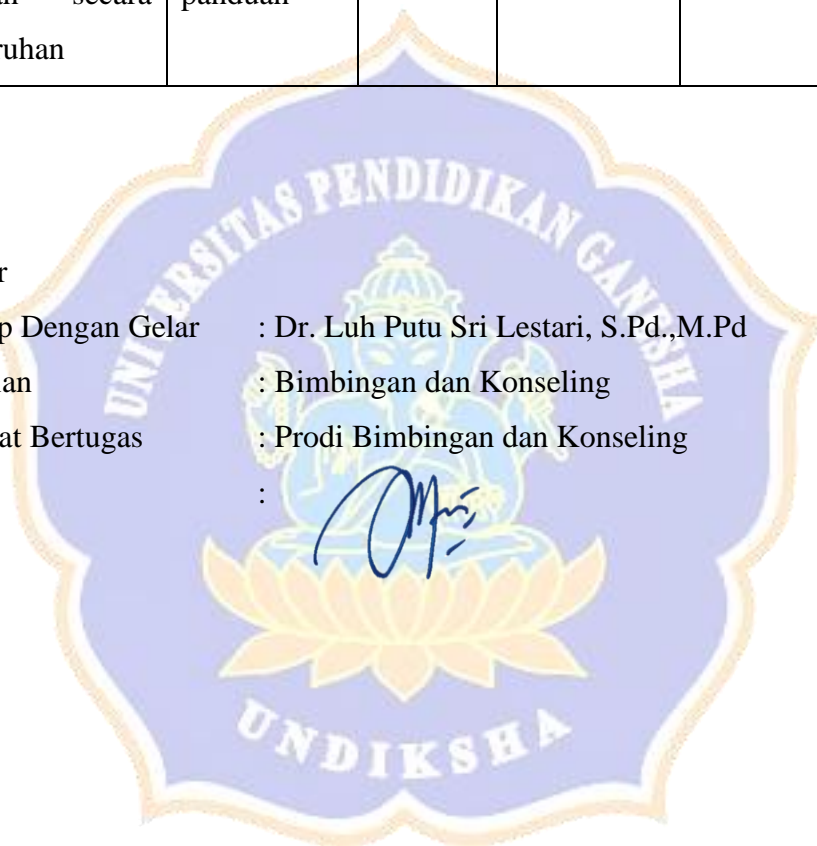 secara panduan
ruhan
UNIVERSITAS PENDIDIKAN GANESHA
r
p Dengan Gelar : Dr. Luh Putu Sri Lestari, S.Pd.,M.Pd
: Bimbingan dan Konseling
at Bertugas : Prodi Bimbingan dan Konseling
:
UNDIKSHA